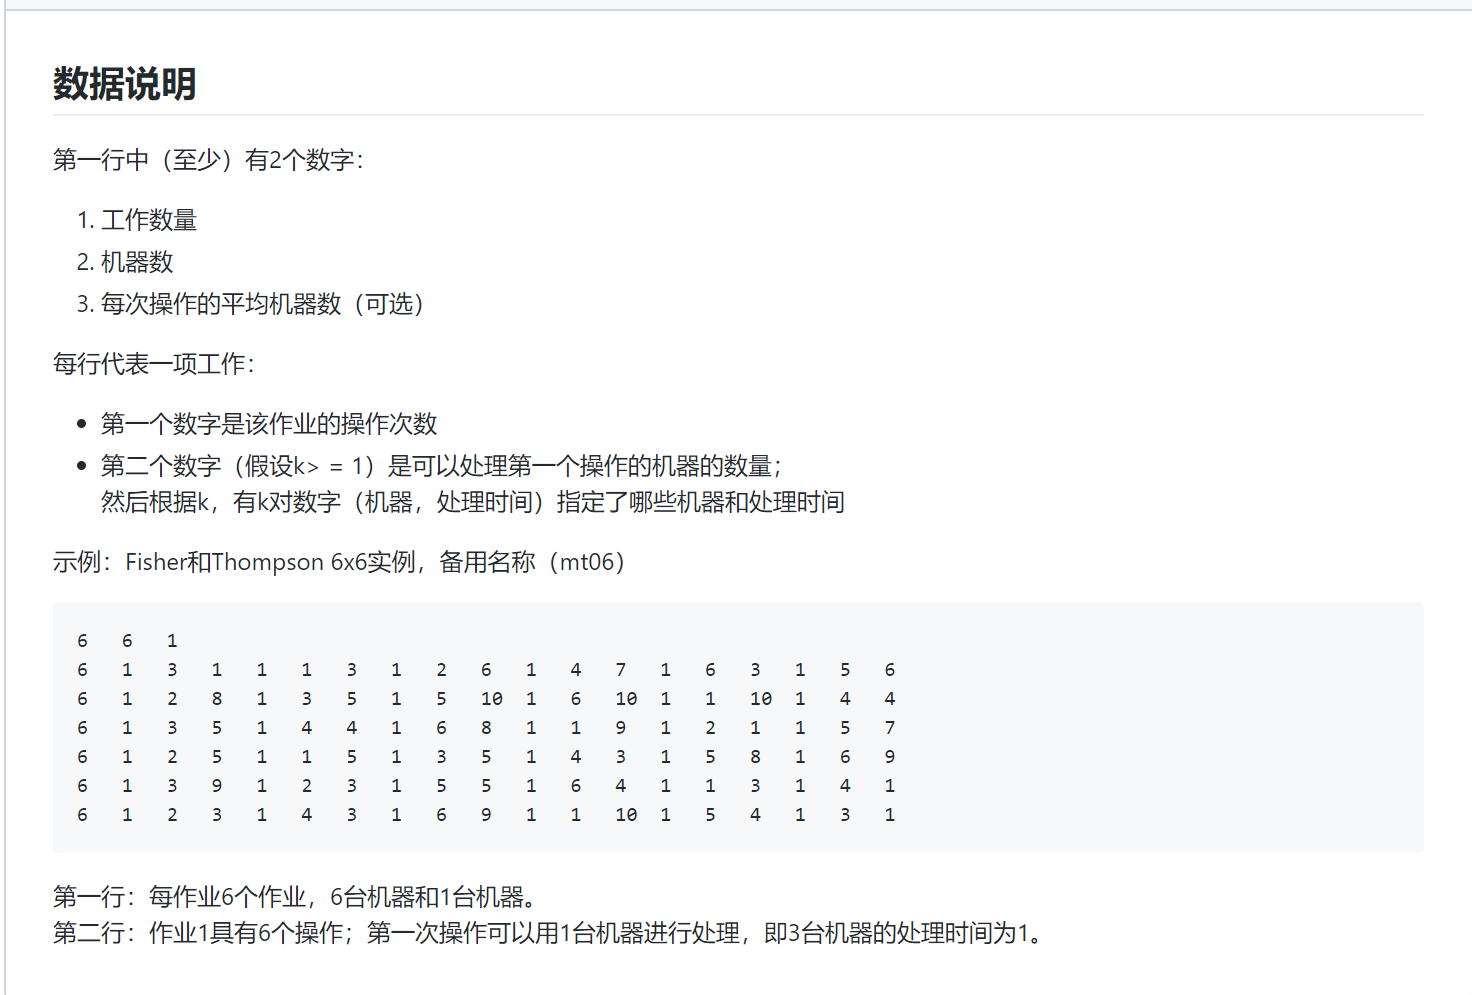 数据说明
第一行中（至少）有2个数字：
1. 工作数量
2. 机器数
3. 每次操作的平均机器数（可选）
每行代表一项工作：
• 第一个数字是该作业的操作次数
• 第二个数字（假设k> = 1）是可以处理第一个操作的机器的数量；
然后根据k，有k对数字（机器，处理时间）指定了哪些机器和处理时间
示例：Fisher和Thompson 6x6实例，备用名称（mt06）
6 6 1
6 1 3 1 1 1 3 1 2 6 1 4 7 1 6 3 1 5 6
6 1 2 8 1 3 5 1 5 10 1 6 10 1 1 10 1 4 4
6 1 3 5 1 4 4 1 6 8 1 1 9 1 2 1 1 5 7
6 1 2 5 1 1 5 1 3 5 1 4 3 1 5 8 1 6 9
6 1 3 9 1 2 3 1 5 5 1 6 4 1 1 3 1 4 1
6 1 2 3 1 4 3 1 6 9 1 1 10 1 5 4 1 3 1
第一行：每作业6个作业，6台机器和1台机器。
第二行：作业1具有6个操作；第一次操作可以用1台机器进行处理，即3台机器的处理时间为1。